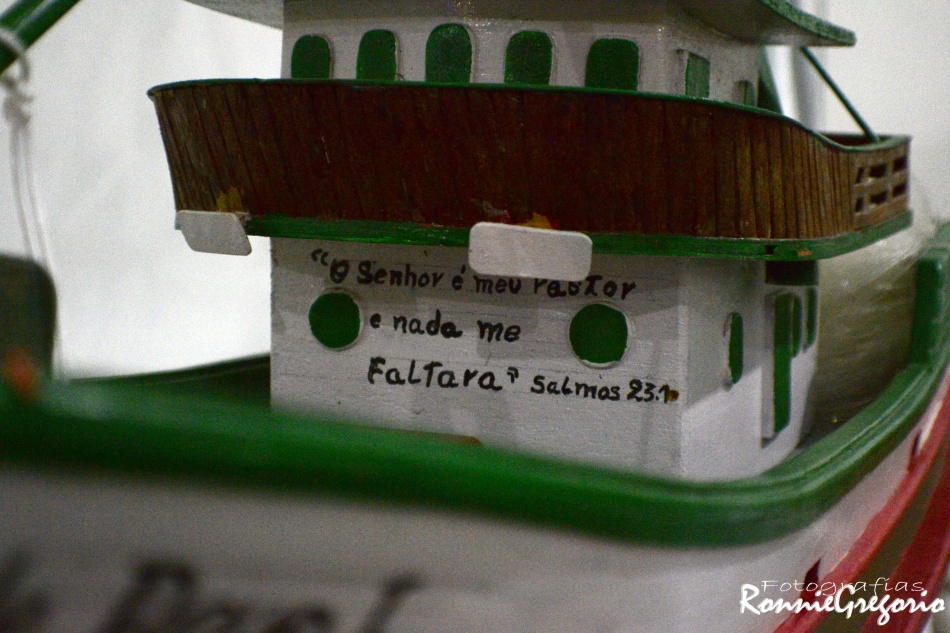 “O Senhor é meu Pastor
e nada me
Faltara” Salmos 23.1
Fotografias
RonnieGregorio